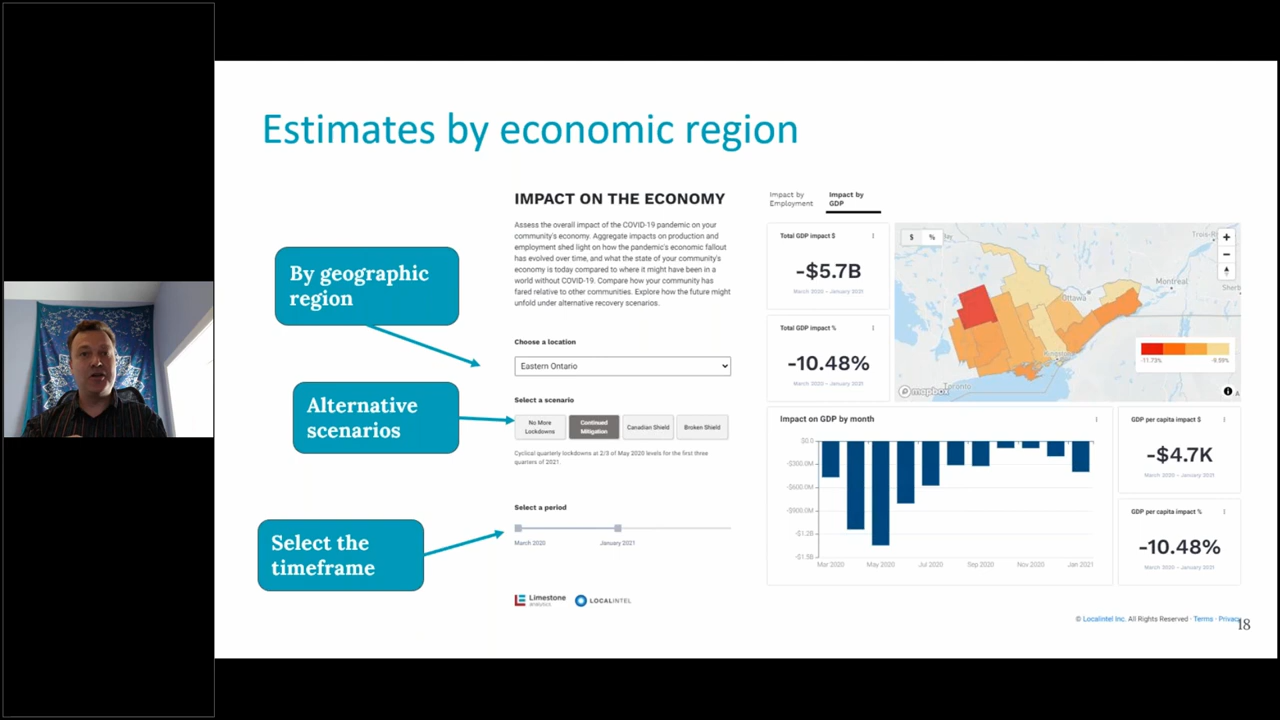 Estimates by economic region
By geographic
region
Alternative
scenarios
Select the
timeframe
IMPACT ON THE ECONOMY
Assess the overall impact of the COVID-19 pandemic on your
community's economy. Aggregate impacts on production and
employment shed light on how the pandemic's economic fallout
has evolved over time, and what the state of your community's
economy is today compared to where it might have been in a
world without COVID-19. Compare how your community has
fared relative to other communities. Explore how the future might
unfold under alternative recovery scenarios.
Choose a location
Eastern Ontario
Select a scenario
No More
Lockdowns
Continued
Mitigation
Canadian Shield
Broken Shield
Cyclical quarterly lockdowns at 2/3 of May 2020 levels for the first three
quarters of 2021.
Select a period
March 2020
January 2021
Limestone
analytics
LOCALINTEL
Impact by
Employment
Impact by
GDP
Total GDP impact $
-$5.7B
March 2020 – January 2021
Total GDP impact %
-10.48%
March 2020 – January 2021
$ %
Bay
Trois-R
Montreal
Sherb
Ottawa
Kingston
Toronto
-11.73%
-9.59%
mapbox
Impact on GDP by month
$0.0
-$300.0M
-$600.0M
-$900.0M
-$1.2B
-$1.5B
Mar 2020
May 2020
Jul 2020
Sep 2020
Nov 2020
Jan 2021
GDP per capita impact $
-$4.7K
March 2020 – January 2021
GDP per capita impact %
-10.48%
March 2020 – January 2021
© Localintel Inc. All Rights Reserved · Terms · Privacy
18